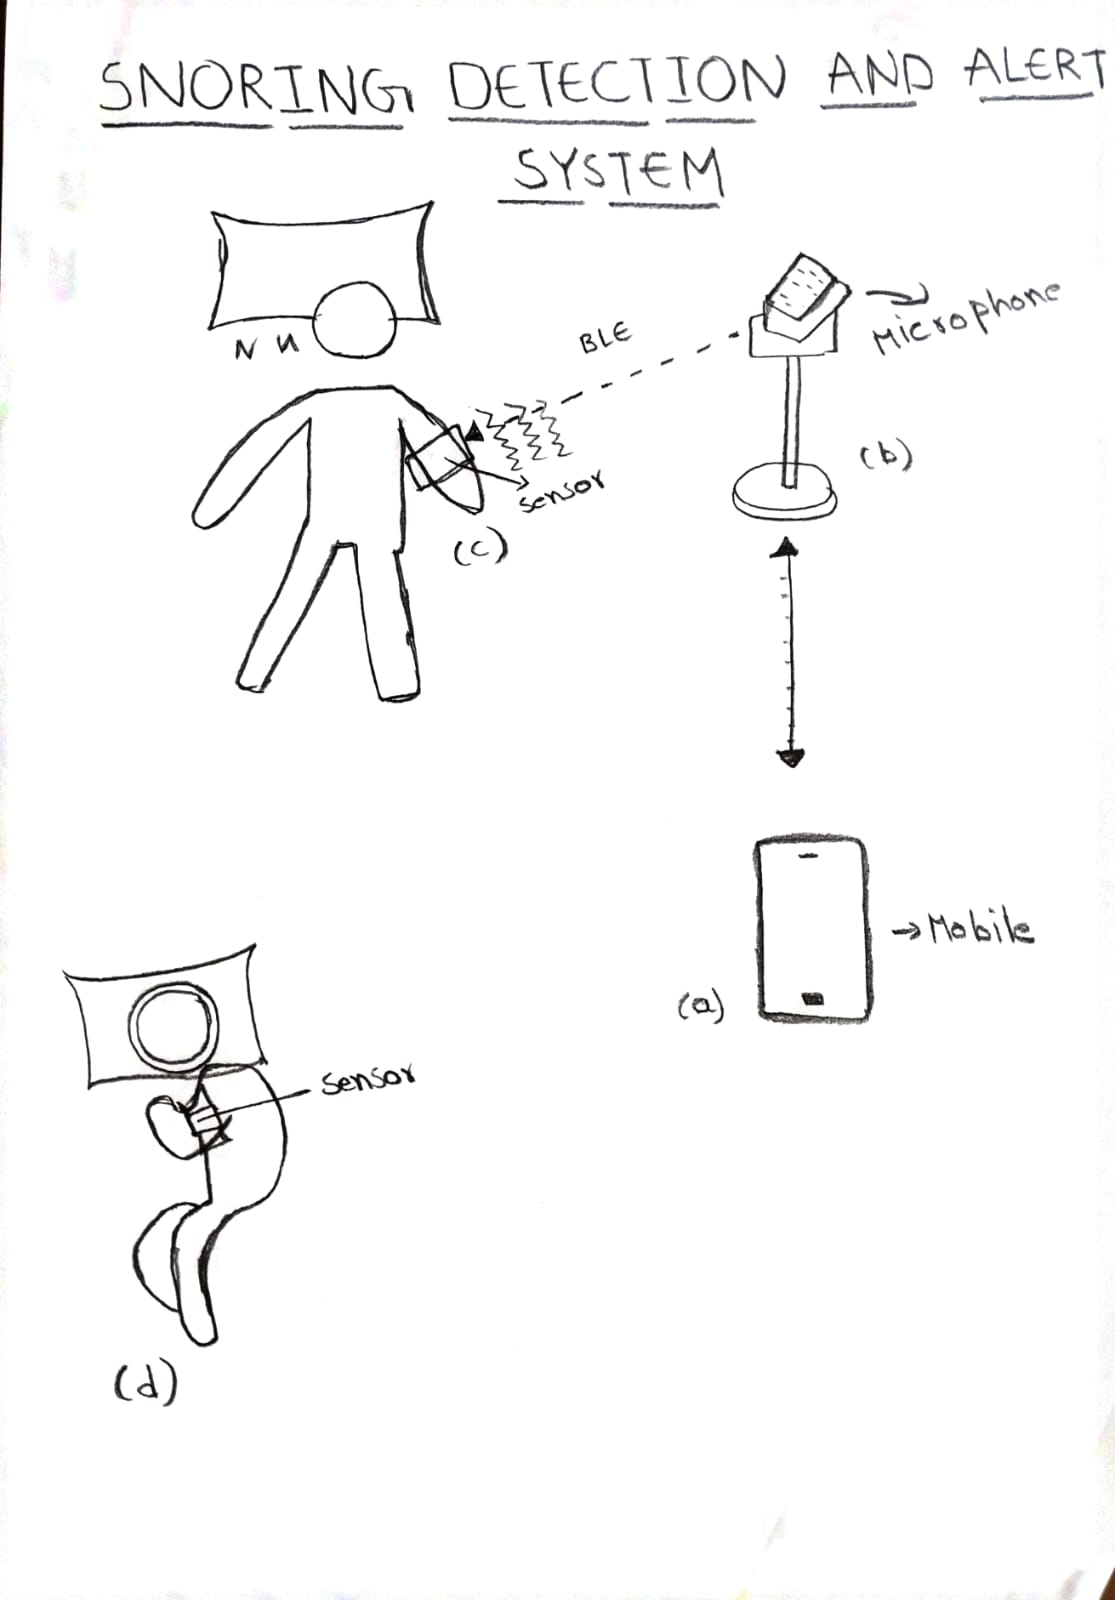 SNORING DETECTION AND ALERT
SYSTEM
N N
BLE
Microphone
(b)
sensor
(c)
Mobile
(a)
sensor
(d)